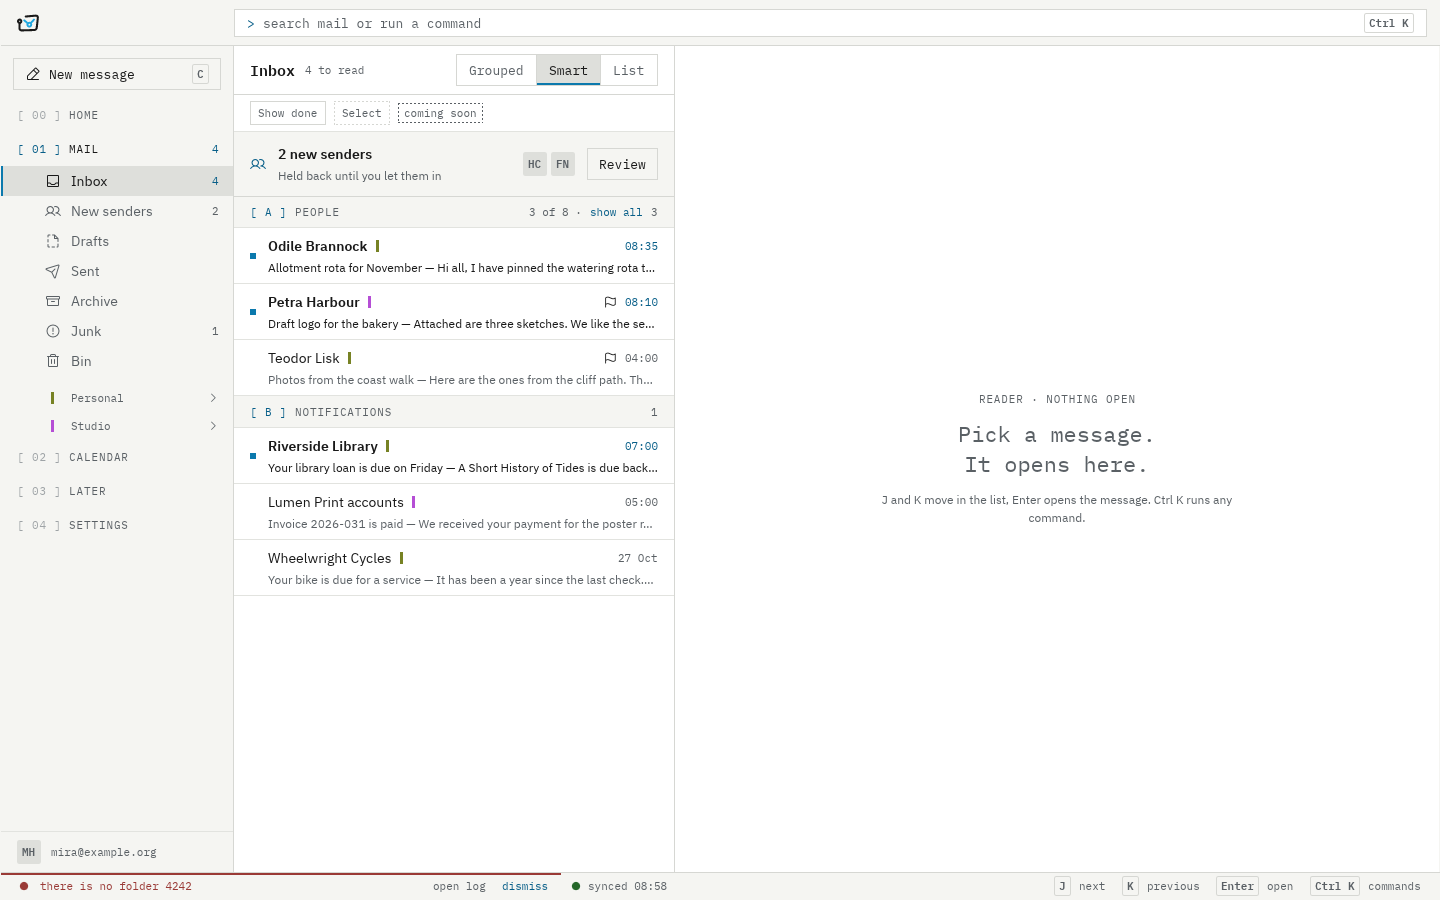 > search mail or run a command Ctrl K
New message C
[ 00 ] HOME
[ 01 ] MAIL 4
Inbox 4
New senders 2
Drafts
Sent
Archive
Junk 1
Bin
Personal
Studio
[ 02 ] CALENDAR
[ 03 ] LATER
[ 04 ] SETTINGS
MH mira@example.org
Inbox 4 to read Grouped Smart List
Show done Select coming soon
2 new senders
Held back until you let them in
HC FN Review
[ A ] PEOPLE 3 of 8 · show all 3
Odile Brannock 08:35
Allotment rota for November — Hi all, I have pinned the watering rota t...
Petra Harbour 08:10
Draft logo for the bakery — Attached are three sketches. We like the se...
Teodor Lisk 04:00
Photos from the coast walk — Here are the ones from the cliff path. Th...
[ B ] NOTIFICATIONS 1
Riverside Library 07:00
Your library loan is due on Friday — A Short History of Tides is due back...
Lumen Print accounts 05:00
Invoice 2026-031 is paid — We received your payment for the poster r...
Wheelwright Cycles 27 Oct
Your bike is due for a service — It has been a year since the last check....
READER · NOTHING OPEN
Pick a message.
It opens here.
J and K move in the list, Enter opens the message. Ctrl K runs any
command.
there is no folder 4242 open log dismiss synced 08:58 J next K previous Enter open Ctrl K commands